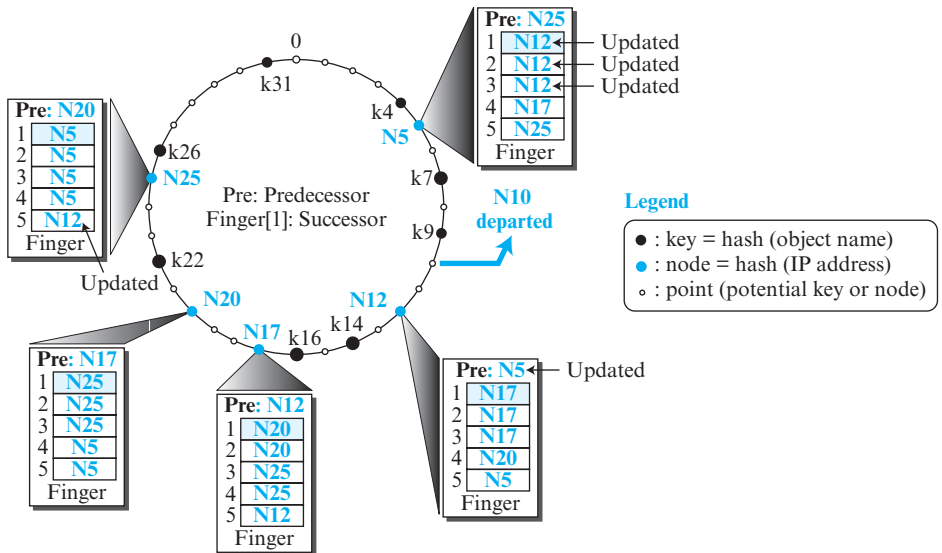 0
k31
k4
N5
Pre: N25
1 N12 Updated
2 N12 Updated
3 N12 Updated
4 N17
5 N25
Finger
Pre: N20
1 N5
2 N5
3 N5
4 N5
5 N12
Finger
Updated
k26
N25
k22
Pre: Predecessor
Finger[1]: Successor
k7
k9
N10
departed
Legend
: key = hash (object name)
: node = hash (IP address)
: point (potential key or node)
N20
N17
k16
k14
N12
Pre: N17
1 N25
2 N25
3 N25
4 N5
5 N5
Finger
Pre: N12
1 N20
2 N20
3 N25
4 N25
5 N12
Finger
Pre: N5 Updated
1 N17
2 N17
3 N17
4 N20
5 N5
Finger